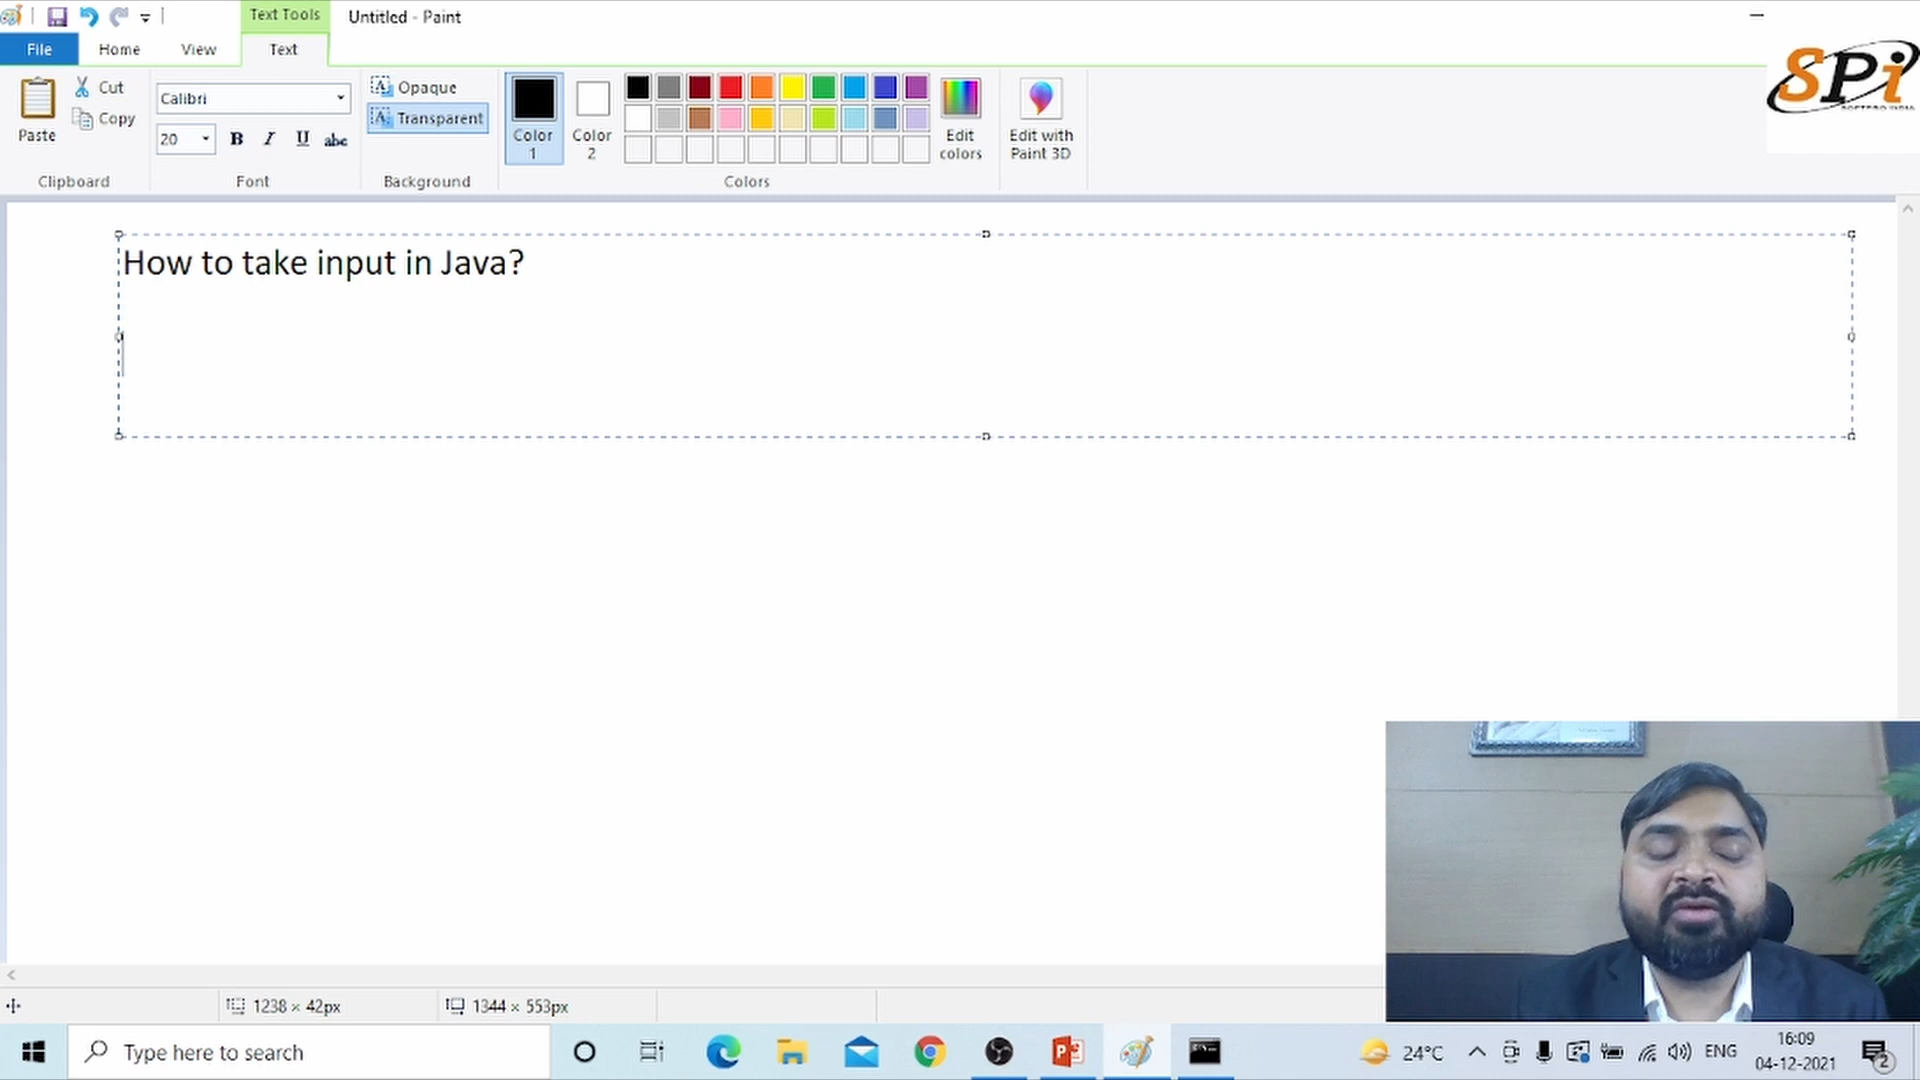 Text Tools
Untitled - Paint
File
Home
View
Text
Paste
Cut
Copy
Clipboard
Calibri
20
B I U abc
Font
Opaque
Transparent
Background
Color 1
Color 2
Colors
Edit colors
Edit with Paint 3D
SPi
How to take input in Java?
1238 × 42px
1344 × 553px
Type here to search
24°C
ENG
16:09
04-12-2021
2